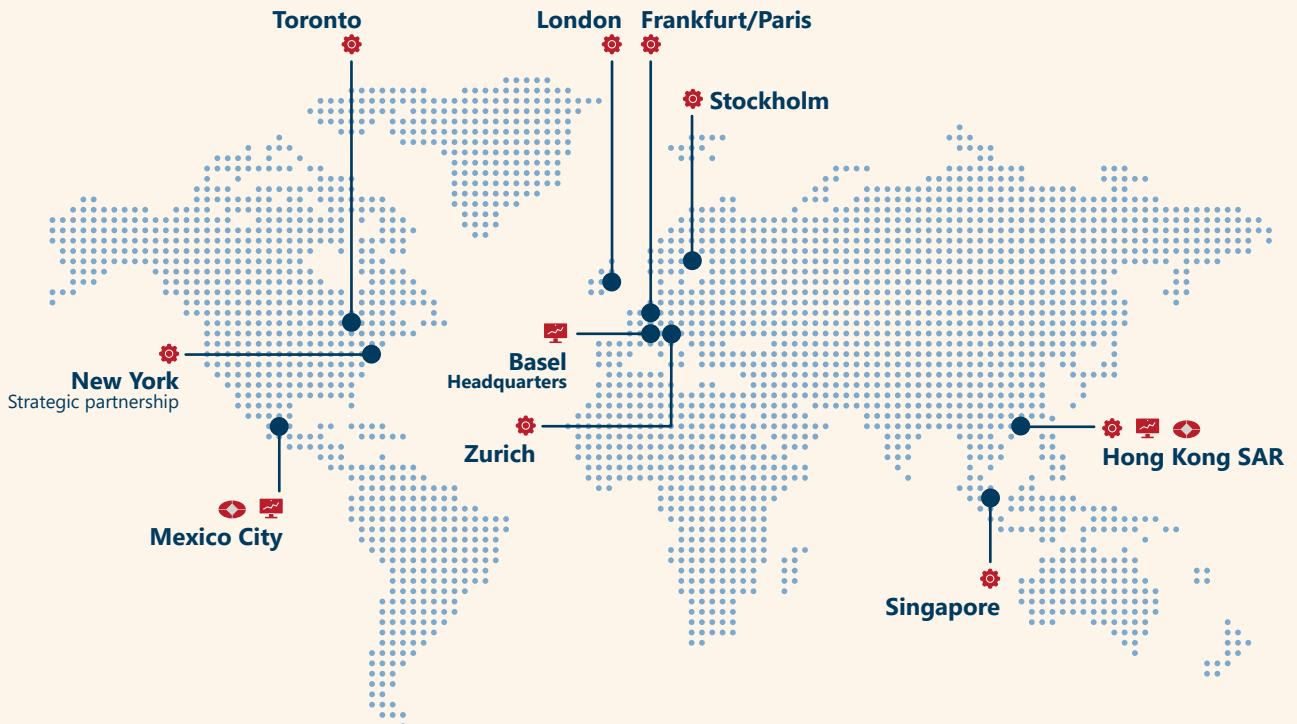 Toronto
London
Frankfurt/Paris
Stockholm
Basel
Headquarters
New York
Strategic partnership
Zurich
Hong Kong SAR
Mexico City
Singapore